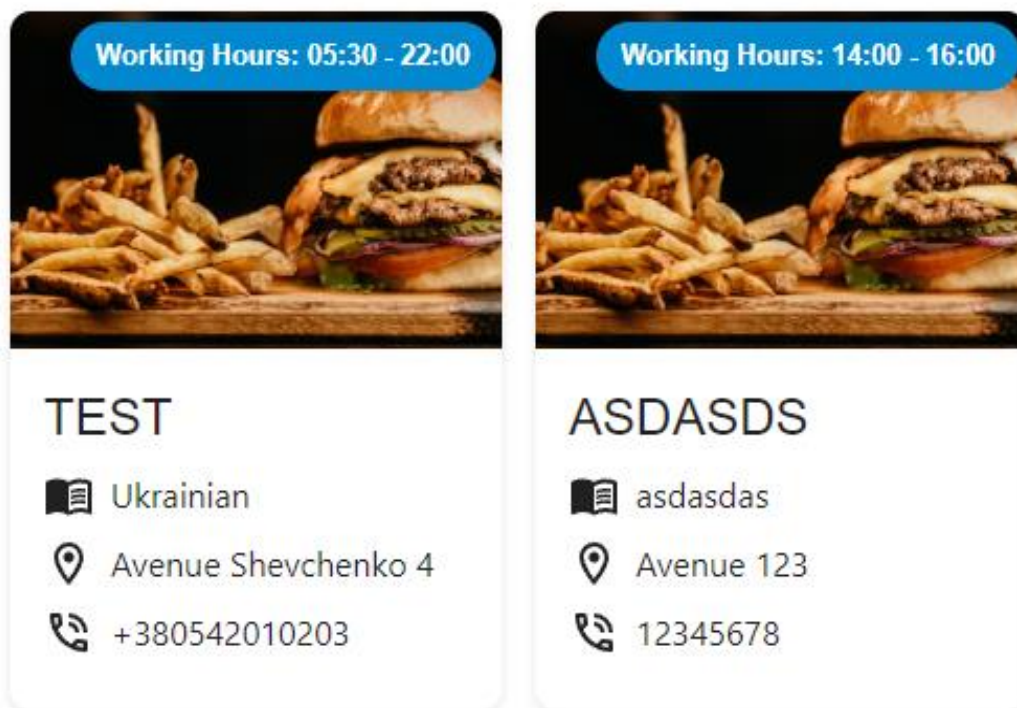 Working Hours: 05:30 - 22:00
TEST
Ukrainian
Avenue Shevchenko 4
+380542010203
Working Hours: 14:00 - 16:00
ASDASDS
asdasdas
Avenue 123
12345678